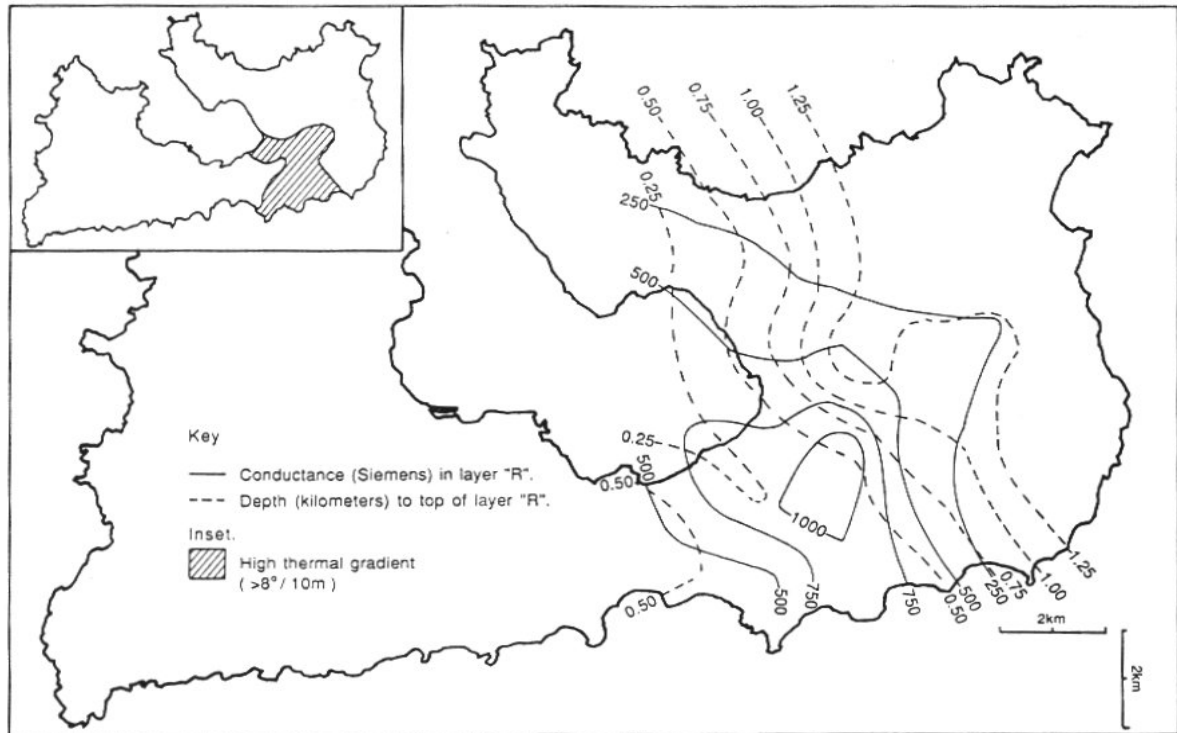 0.50
0.75
1.00
1.25
0.25
250
500
Key
Conductance (Siemens) in layer "R".
Depth (kilometers) to top of layer "R".
Inset.
High thermal gradient
( >8°/ 10m )
0.25
500
0.50
1000
0.50
500
750
750
0.50
500
250
0.75
1.00
1.25
2km
2km